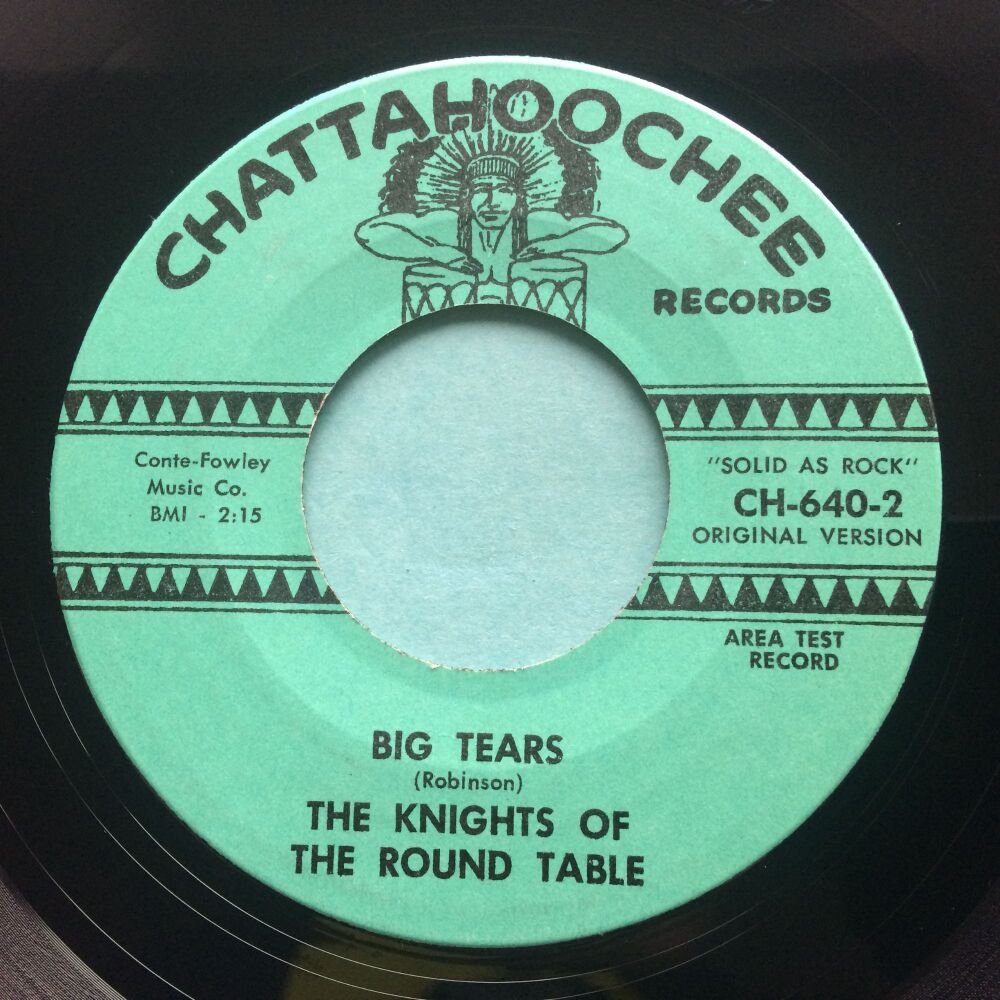 CHATTAHOOCHEE
RECORDS
Conte-Fowley
Music Co.
BMI - 2:15
"SOLID AS ROCK"
CH-640-2
ORIGINAL VERSION
AREA TEST
RECORD
BIG TEARS
(Robinson)
THE KNIGHTS OF
THE ROUND TABLE